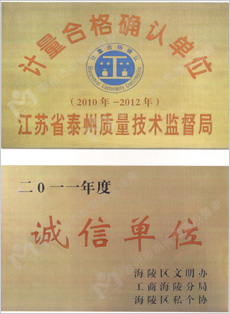 计量合格确认单位
(2010年-2012年)
江苏省泰州质量技术监督局
二〇一一年度
诚信单位
海陵区文明办
工商海陵分局
海陵区私个协